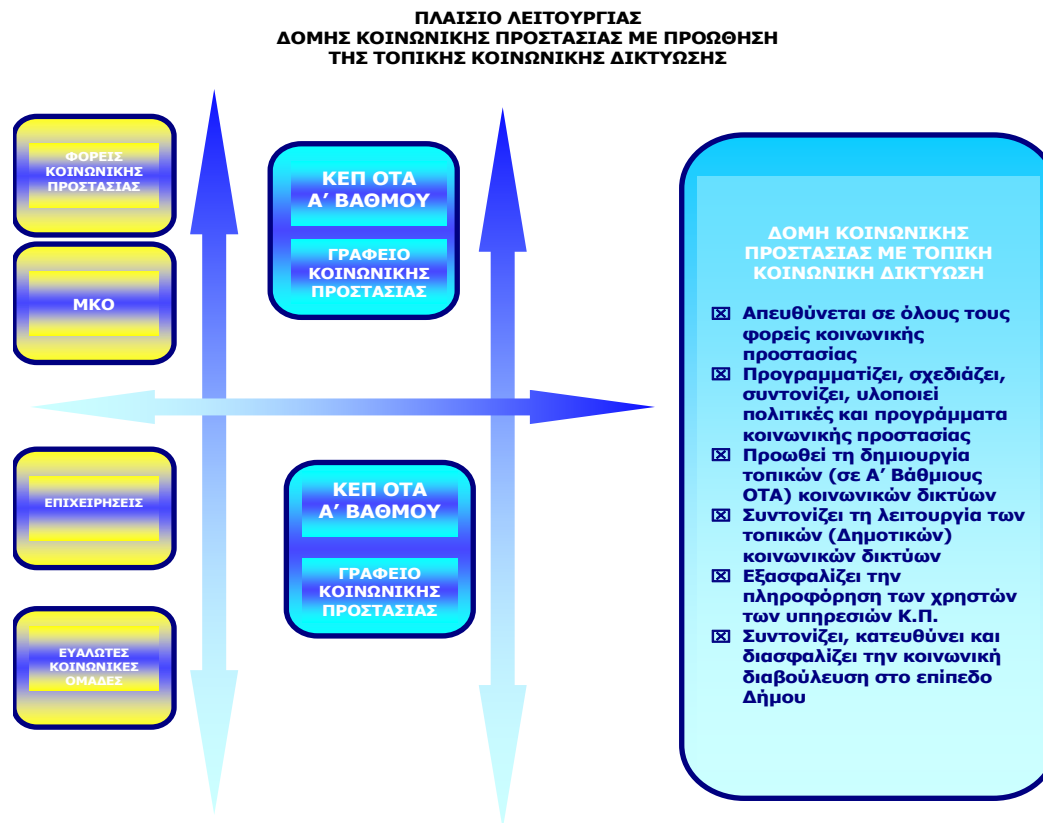 ΠΛΑΙΣΙΟ ΛΕΙΤΟΥΡΓΙΑΣ
ΔΟΜΗΣ ΚΟΙΝΩΝΙΚΗΣ ΠΡΟΣΤΑΣΙΑΣ ΜΕ ΠΡΟΩΘΗΣΗ
ΤΗΣ ΤΟΠΙΚΗΣ ΚΟΙΝΩΝΙΚΗΣ ΔΙΚΤΥΩΣΗΣ
ΦΟΡΕΙΣ
ΚΟΙΝΩΝΙΚΗΣ
ΠΡΟΣΤΑΣΙΑΣ
ΜΚΟ
ΕΠΙΧΕΙΡΗΣΕΙΣ
ΕΥΑΛΩΤΕΣ
ΚΟΙΝΩΝΙΚΕΣ
ΟΜΑΔΕΣ
ΚΕΠ ΟΤΑ
Α’ ΒΑΘΜΟΥ
ΓΡΑΦΕΙΟ
ΚΟΙΝΩΝΙΚΗΣ
ΠΡΟΣΤΑΣΙΑΣ
ΚΕΠ ΟΤΑ
Α’ ΒΑΘΜΟΥ
ΓΡΑΦΕΙΟ
ΚΟΙΝΩΝΙΚΗΣ
ΠΡΟΣΤΑΣΙΑΣ
ΔΟΜΗ ΚΟΙΝΩΝΙΚΗΣ
ΠΡΟΣΤΑΣΙΑΣ ΜΕ ΤΟΠΙΚΗ
ΚΟΙΝΩΝΙΚΗ ΔΙΚΤΥΩΣΗ
Απευθύνεται σε όλους τους
φορείς κοινωνικής
προστασίας
Προγραμματίζει, σχεδιάζει,
συντονίζει, υλοποιεί
πολιτικές και προγράμματα
κοινωνικής προστασίας
Προωθεί τη δημιουργία
τοπικών (σε Α’ Βάθμιους
ΟΤΑ) κοινωνικών δικτύων
Συντονίζει τη λειτουργία των
τοπικών (Δημοτικών)
κοινωνικών δικτύων
Εξασφαλίζει την
πληροφόρηση των χρηστών
των υπηρεσιών Κ.Π.
Συντονίζει, κατευθύνει και
διασφαλίζει την κοινωνική
διαβούλευση στο επίπεδο
Δήμου